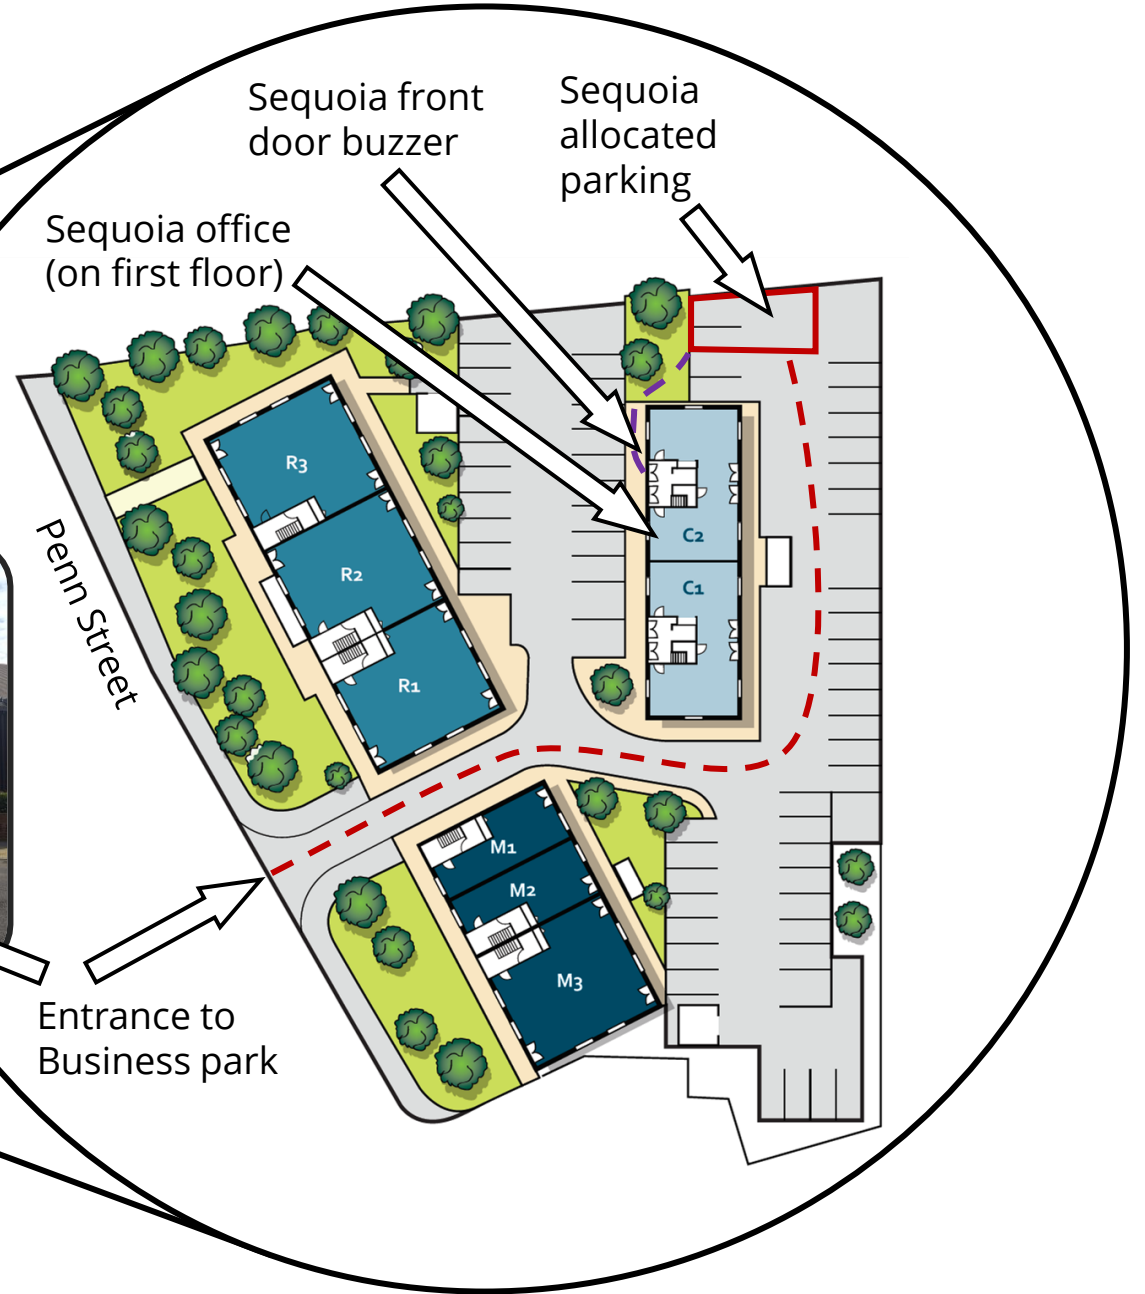 Sequoia front
door buzzer
Sequoia
allocated
parking
Sequoia office
(on first floor)
R3
R2
R1
C2
C1
Penn Street
M1
M2
M3
Entrance to
Business park